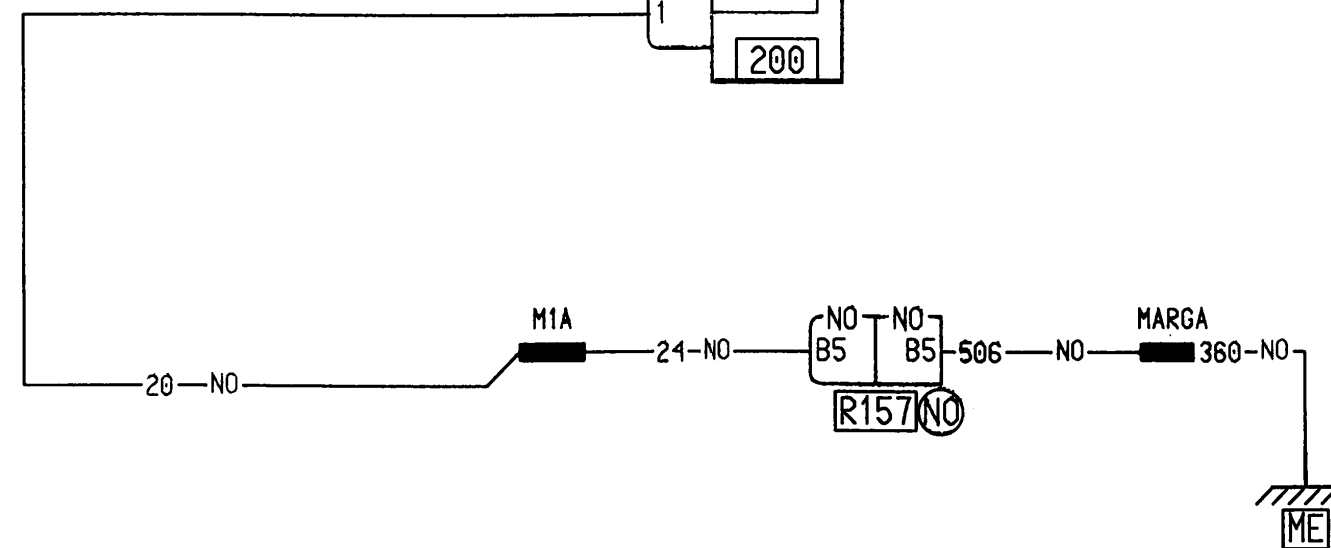 1
200
M1A
NO NO
MARGA
24-NO
B5 B5
506 NO
360-NO
20 NO
R157 NO
ME